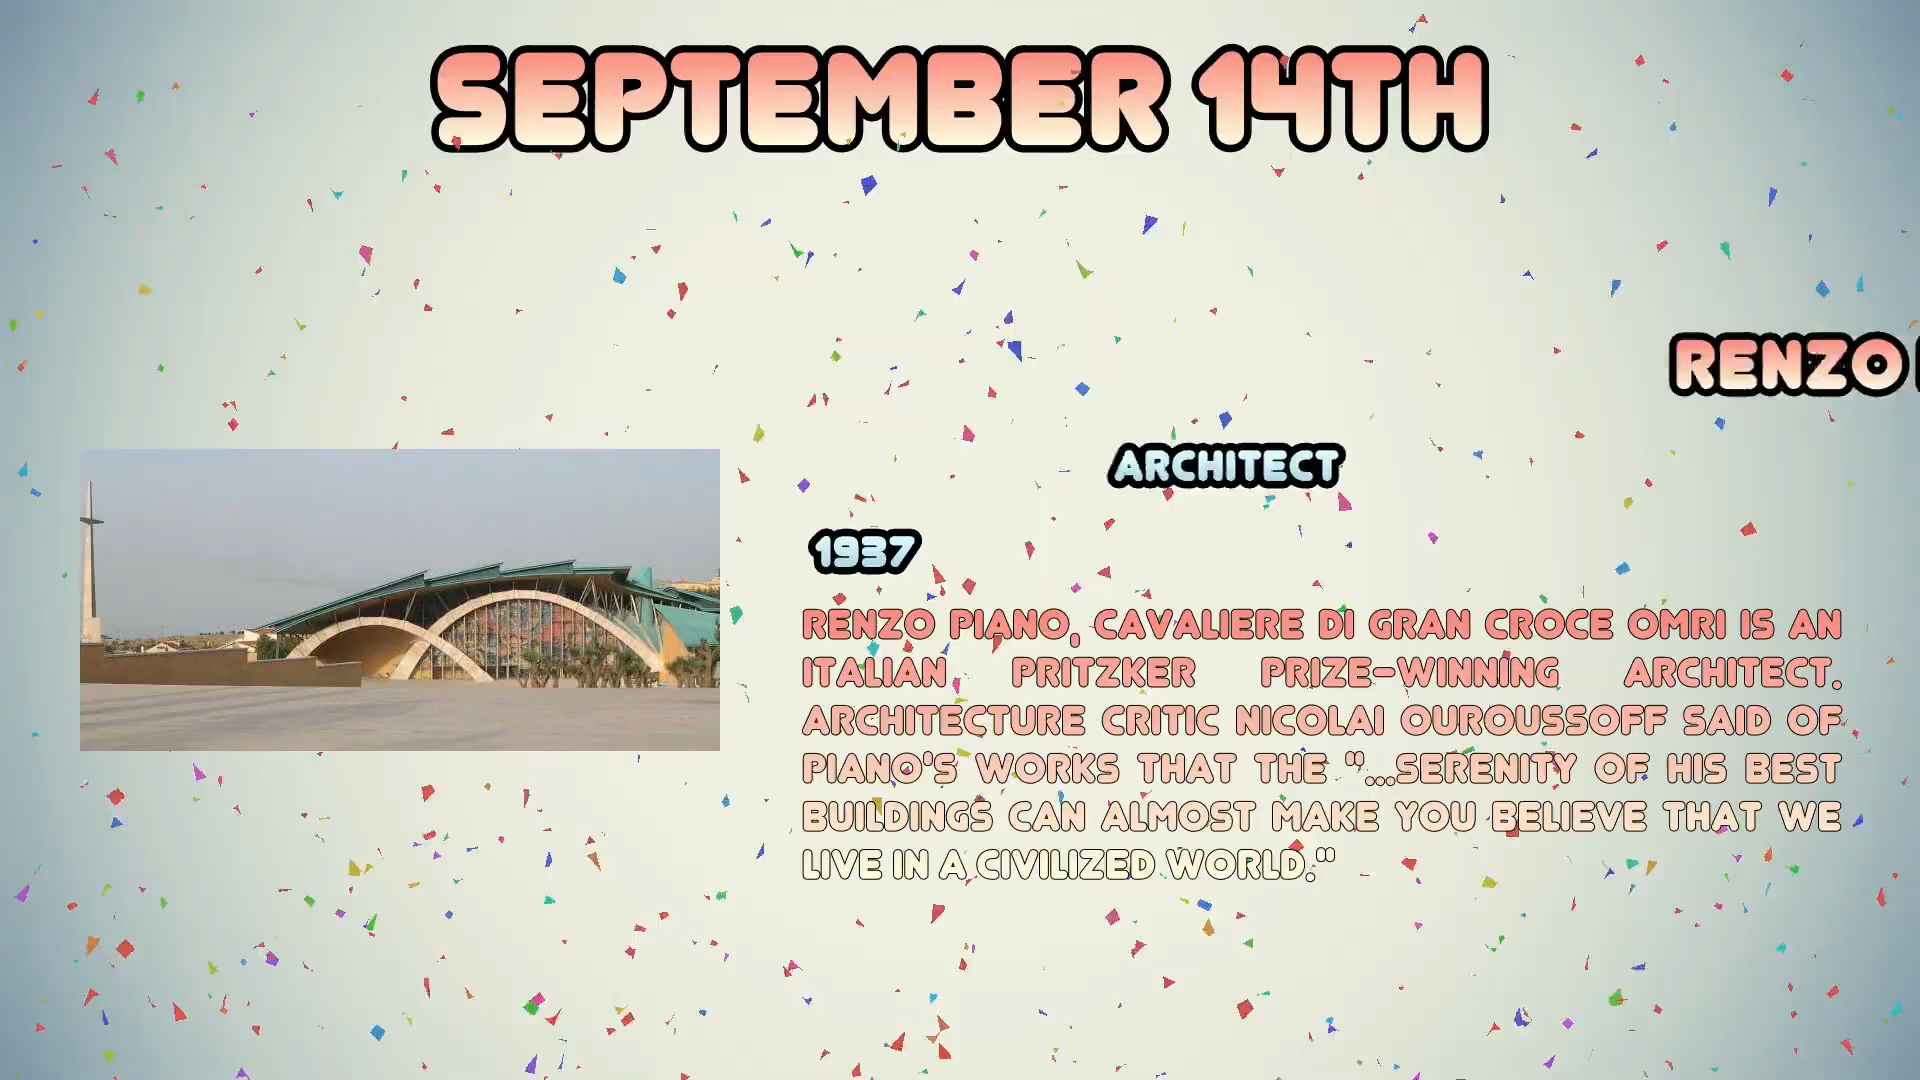 SEPTEMBER 14TH
RENZO
ARCHITECT
1937
RENZO PIANO, CAVALIERE DI GRAN CROCE OMRI IS AN
ITALIAN PRITZKER PRIZE-WINNING ARCHITECT.
ARCHITECTURE CRITIC NICOLAI OUROUSSOFF SAID OF
PIANO'S WORKS THAT THE "...SERENITY OF HIS BEST
BUILDINGS CAN ALMOST MAKE YOU BELIEVE THAT WE
LIVE IN A CIVILIZED WORLD."